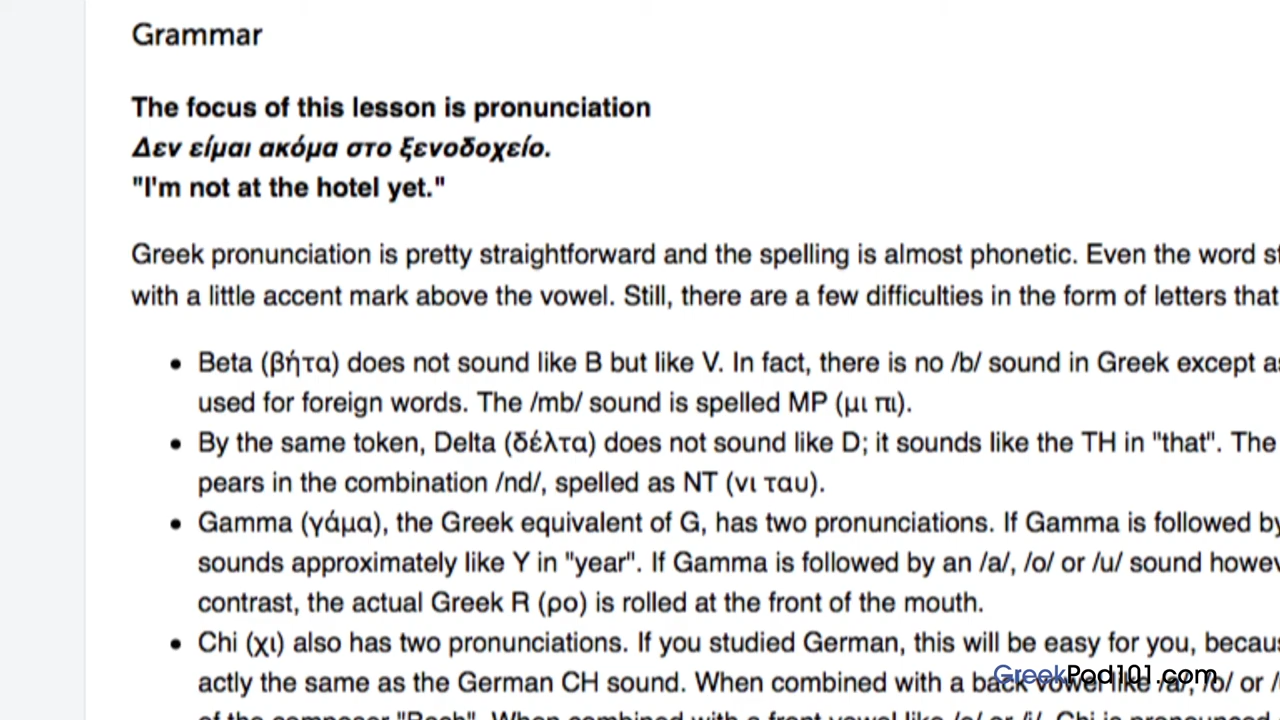 Grammar
The focus of this lesson is pronunciation
Δεν είμαι ακόμα στο ξενοδοχείο.
"I'm not at the hotel yet."
Greek pronunciation is pretty straightforward and the spelling is almost phonetic. Even the word
with a little accent mark above the vowel. Still, there are a few difficulties in the form of letters that
• Beta (βήτα) does not sound like B but like V. In fact, there is no /b/ sound in Greek except
used for foreign words. The /mb/ sound is spelled MP (μι πι).
• By the same token, Delta (δέλτα) does not sound like D; it sounds like the TH in "that". The
pears in the combination /nd/, spelled as NT (νι ταυ).
• Gamma (γάμα), the Greek equivalent of G, has two pronunciations. If Gamma is followed by
sounds approximately like Y in "year". If Gamma is followed by an /a/, /o/ or /u/ sound
contrast, the actual Greek R (ρο) is rolled at the front of the mouth.
• Chi (χι) also has two pronunciations. If you studied German, this will be easy for you,
actly the same as the German CH sound. When combined with a back vowel like /a/, /o/ or
GreekPod101.com